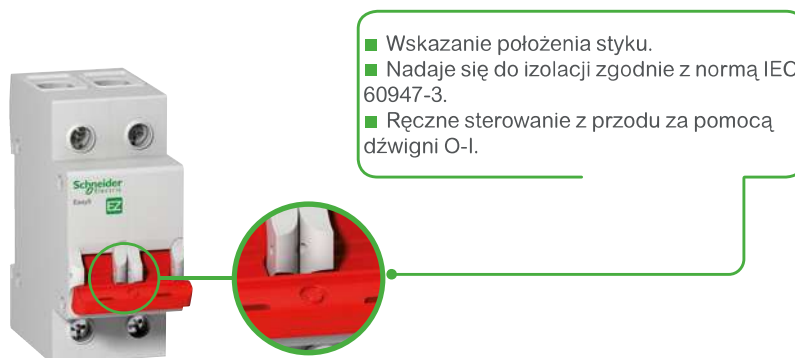 ■ Wskazanie położenia styku.
■ Nadaje się do izolacji zgodnie z normą IEC
60947-3.
■ Ręczne sterowanie z przodu za pomocą
dźwigni O-I.
Schneider
Electric
Easy9
EZ